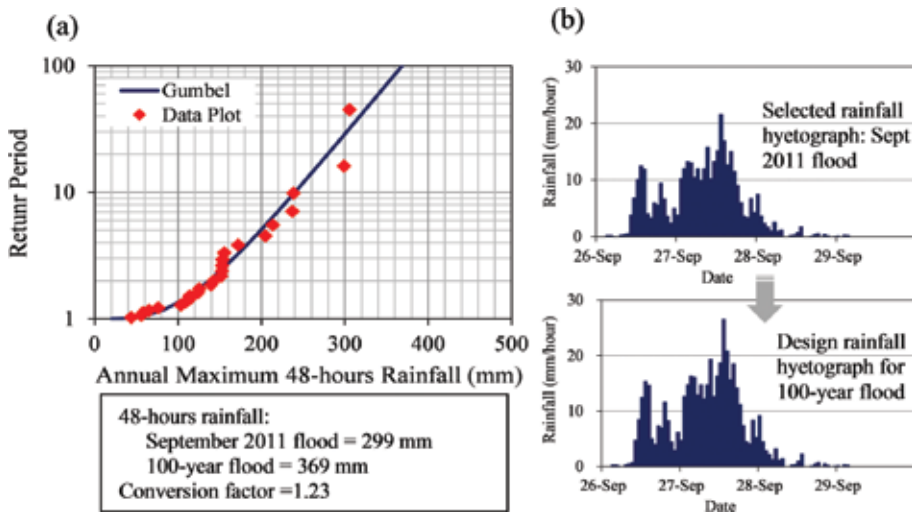 (a)
100
10
1
Retunr Period
Gumbel
Data Plot
0 100 200 300 400 500
Annual Maximum 48-hours Rainfall (mm)
48-hours rainfall:
September 2011 flood = 299 mm
100-year flood = 369 mm
Conversion factor =1.23
(b)
30
20
10
0
Rainfall (mm/hour)
Selected rainfall
hyetograph: Sept
2011 flood
26-Sep 27-Sep 28-Sep 29-Sep
Date
30
20
10
0
Rainfall (mm/hour)
Design rainfall
hyetograph for
100-year flood
26-Sep 27-Sep 28-Sep 29-Sep
Date